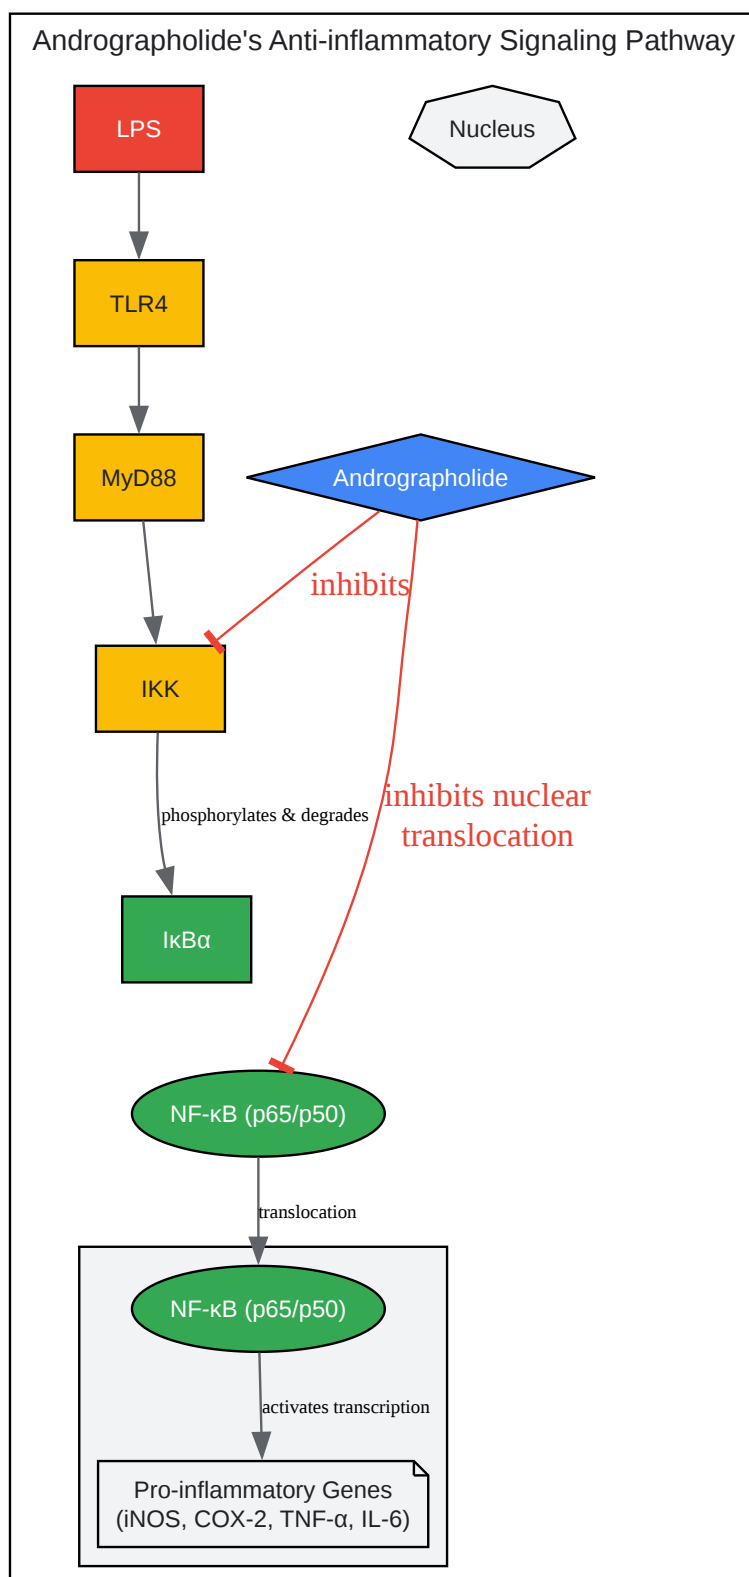 Andrographolide's Anti-inflammatory Signaling Pathway
LPS
Nucleus
TLR4
MyD88
Andrographolide
inhibits
IKK
inhibits nuclear
translocation
phosphorylates & degrades
IκBα
NF-κB (p65/p50)
translocation
NF-κB (p65/p50)
activates transcription
Pro-inflammatory Genes
(iNOS, COX-2, TNF-α, IL-6)